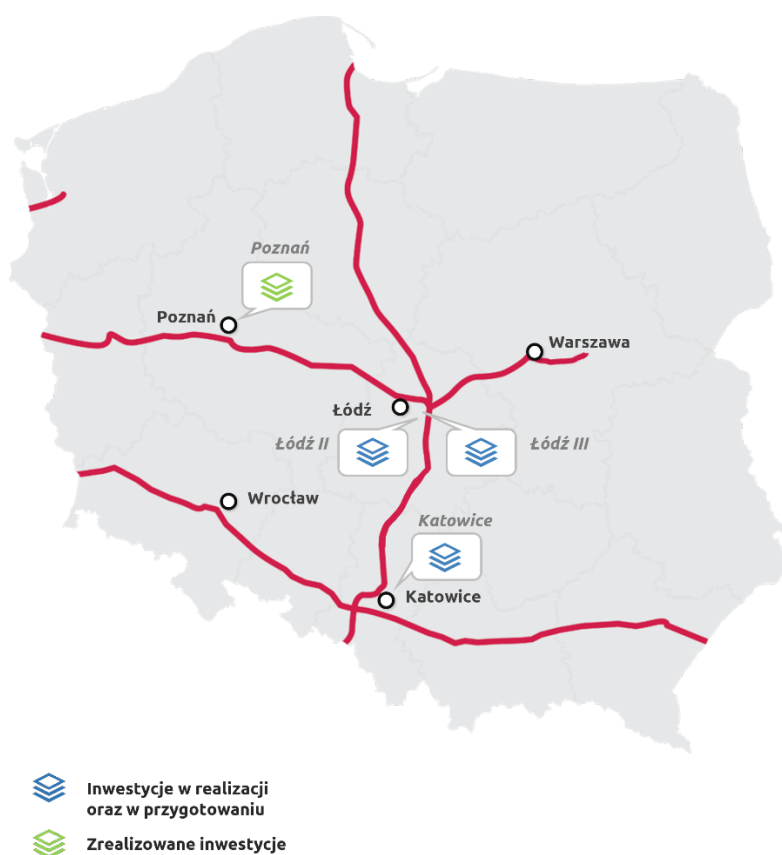 Poznań
Poznań
Warszawa
Łódź
Łódź II
Łódź III
Wrocław
Katowice
Katowice
Inwestycje w realizacji
oraz w przygotowaniu
Zrealizowane inwestycje